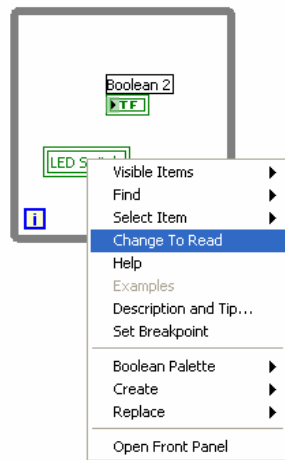 Boolean 2
TF
LED S
i
Visible Items
Find
Select Item
Change To Read
Help
Examples
Description and Tip...
Set Breakpoint
Boolean Palette
Create
Replace
Open Front Panel